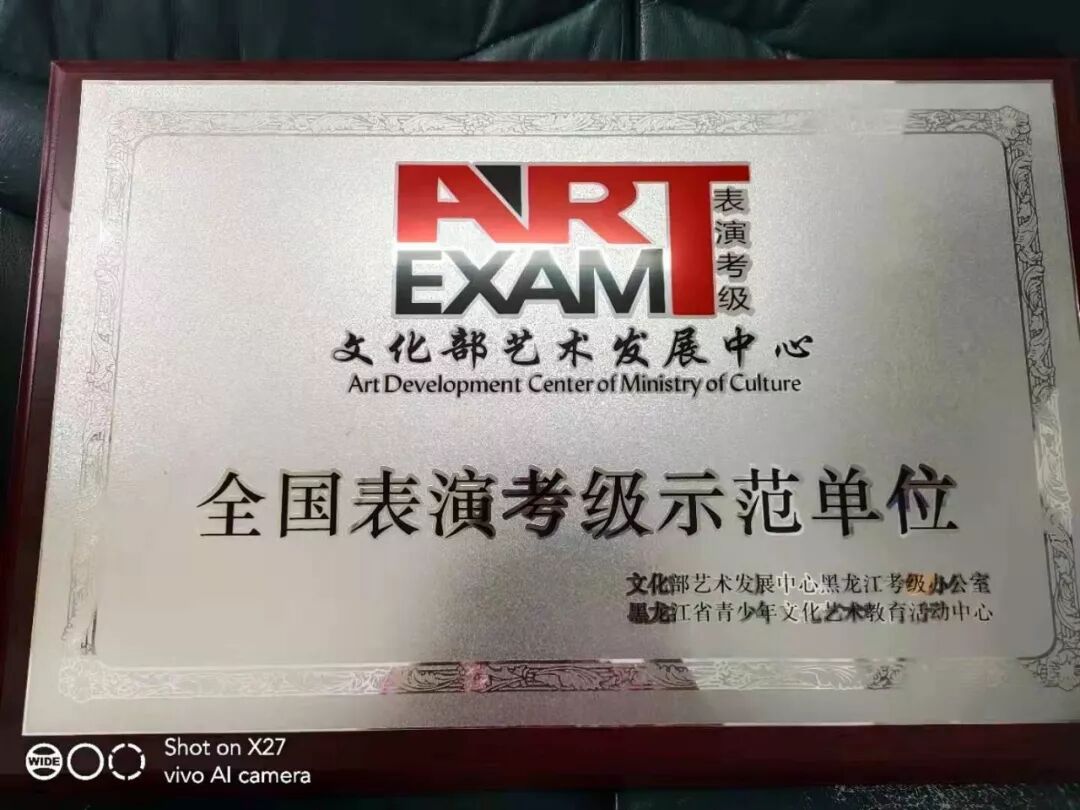 ART
表演考级
EXAM
文化部艺术发展中心
Art Development Center of Ministry of Culture
全国表演考级示范单位
文化部艺术发展中心黑龙江考级办公室
黑龙江省青少年文化艺术教育活动中心
WIDE
Shot on X27
vivo AI camera